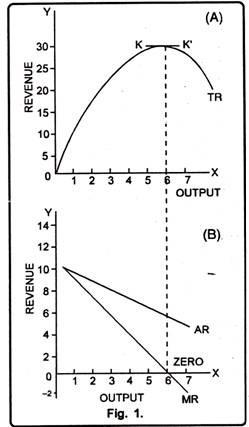 Y
(A)
REVENUE
30
25
20
15
10
5
0
K
K'
TR
1 2 3 4 5 6 7
X
OUTPUT
Y
(B)
REVENUE
14
12
10
8
6
4
2
0
–2
AR
ZERO
X
1 2 3 4 5 6 7
OUTPUT
MR
Fig. 1.